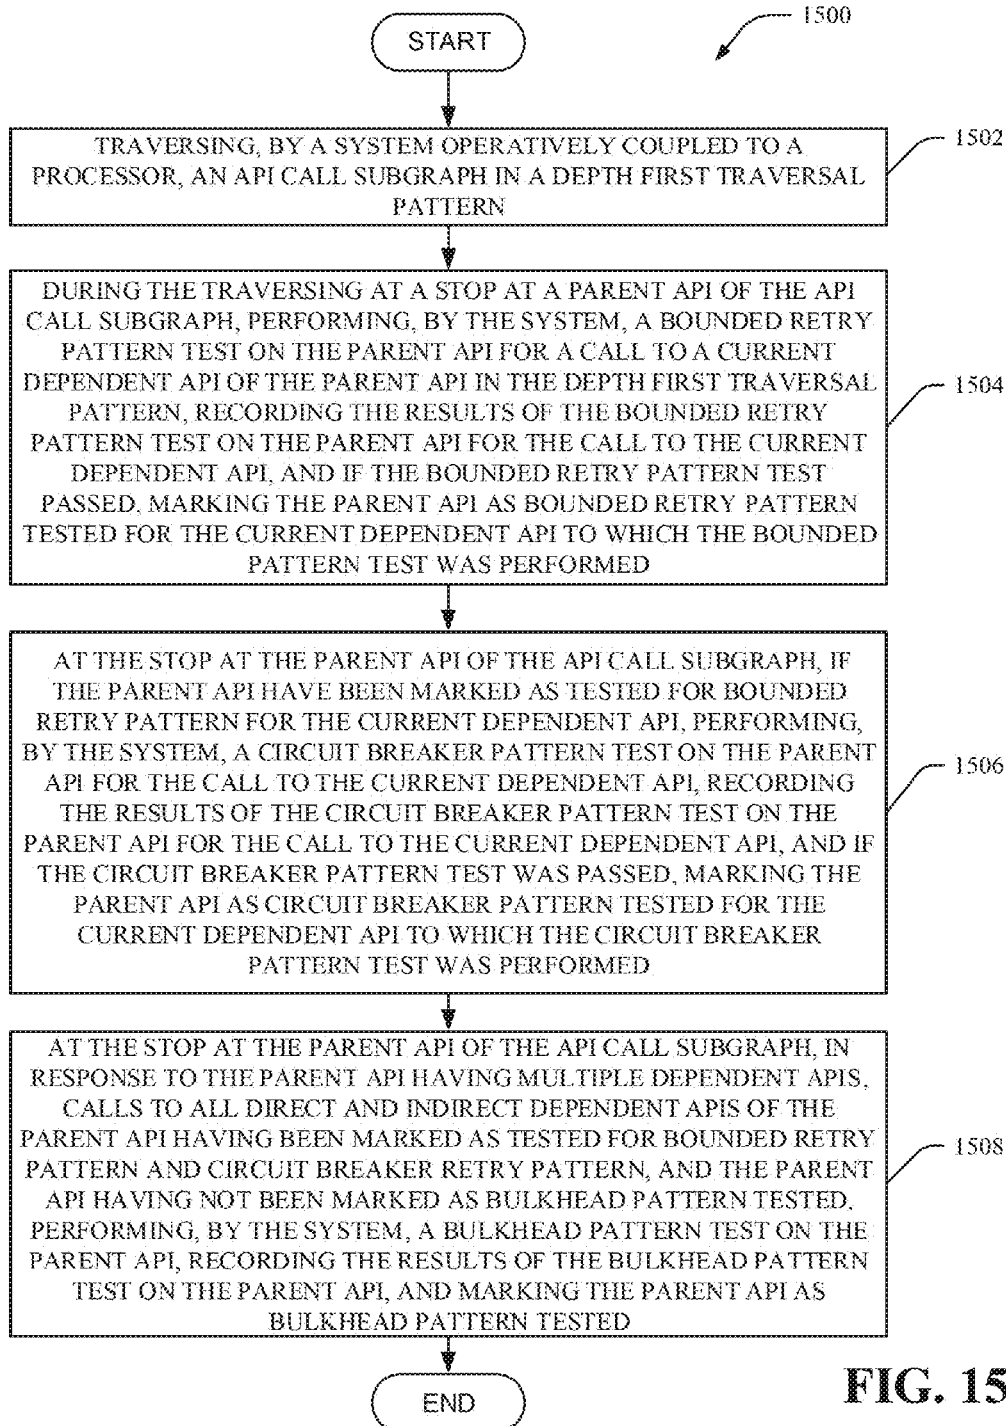 1500
START
TRAVERSING, BY A SYSTEM OPERATIVELY COUPLED TO A
PROCESSOR, AN API CALL SUBGRAPH IN A DEPTH FIRST TRAVERSAL
PATTERN
1502
DURING THE TRAVERSING AT A STOP AT A PARENT API OF THE API
CALL SUBGRAPH, PERFORMING, BY THE SYSTEM, A BOUNDED RETRY
PATTERN TEST ON THE PARENT API FOR A CALL TO A CURRENT
DEPENDENT API OF THE PARENT API IN THE DEPTH FIRST TRAVERSAL
PATTERN, RECORDING THE RESULTS OF THE BOUNDED RETRY
PATTERN TEST ON THE PARENT API FOR THE CALL TO THE CURRENT
DEPENDENT API, AND IF THE BOUNDED RETRY PATTERN TEST
PASSED, MARKING THE PARENT API AS BOUNDED RETRY PATTERN
TESTED FOR THE CURRENT DEPENDENT API TO WHICH THE BOUNDED
PATTERN TEST WAS PERFORMED
1504
AT THE STOP AT THE PARENT API OF THE API CALL SUBGRAPH, IF
THE PARENT API HAVE BEEN MARKED AS TESTED FOR BOUNDED
RETRY PATTERN FOR THE CURRENT DEPENDENT API, PERFORMING,
BY THE SYSTEM, A CIRCUIT BREAKER PATTERN TEST ON THE PARENT
API FOR THE CALL TO THE CURRENT DEPENDENT API, RECORDING
THE RESULTS OF THE CIRCUIT BREAKER PATTERN TEST ON THE
PARENT API FOR THE CALL TO THE CURRENT DEPENDENT API, AND IF
THE CIRCUIT BREAKER PATTERN TEST WAS PASSED, MARKING THE
PARENT API AS CIRCUIT BREAKER PATTERN TESTED FOR THE
CURRENT DEPENDENT API TO WHICH THE CIRCUIT BREAKER
PATTERN TEST WAS PERFORMED
1506
AT THE STOP AT THE PARENT API OF THE API CALL SUBGRAPH, IN
RESPONSE TO THE PARENT API HAVING MULTIPLE DEPENDENT APIS,
CALLS TO ALL DIRECT AND INDIRECT DEPENDENT APIS OF THE
PARENT API HAVING BEEN MARKED AS TESTED FOR BOUNDED RETRY
PATTERN AND CIRCUIT BREAKER RETRY PATTERN, AND THE PARENT
API HAVING NOT BEEN MARKED AS BULKHEAD PATTERN TESTED,
PERFORMING, BY THE SYSTEM, A BULKHEAD PATTERN TEST ON THE
PARENT API, RECORDING THE RESULTS OF THE BULKHEAD PATTERN
TEST ON THE PARENT API, AND MARKING THE PARENT API AS
BULKHEAD PATTERN TESTED
1508
END
FIG. 15